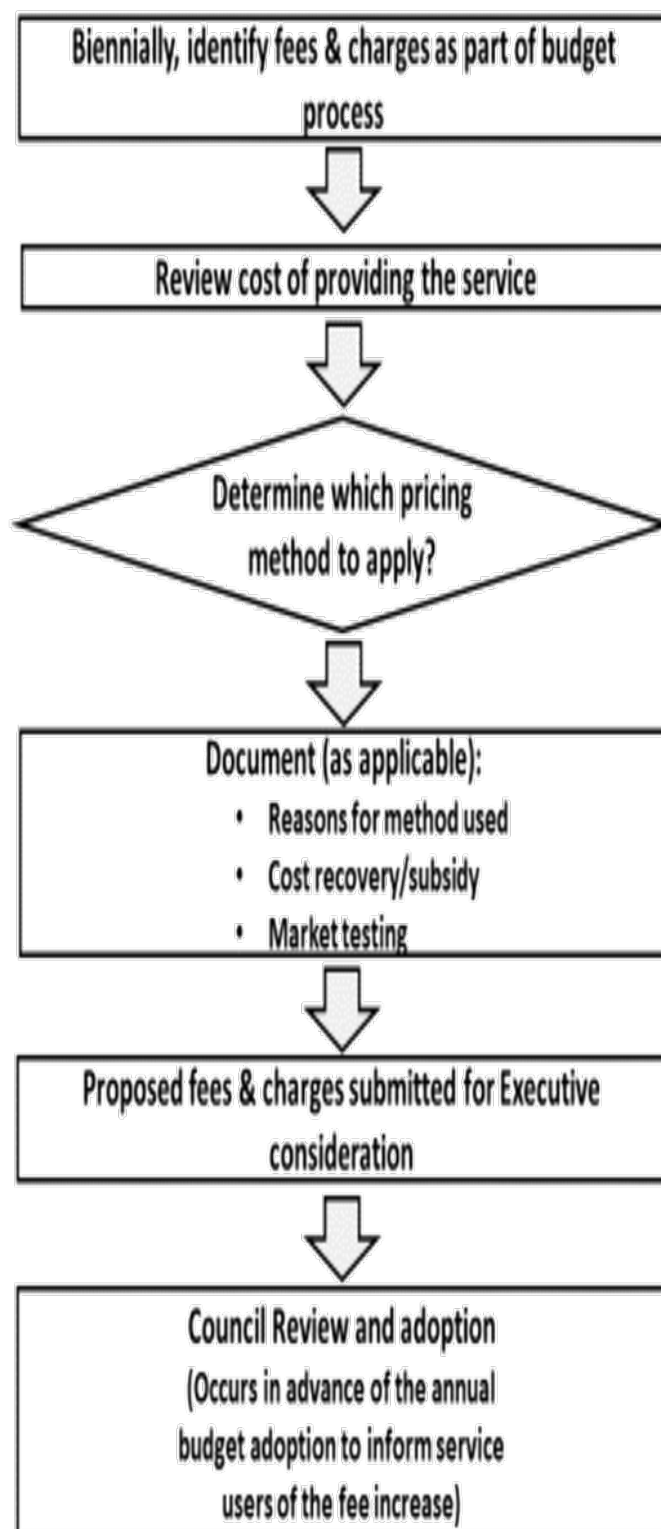 Biennially, identify fees & charges as part of budget
process
Review cost of providing the service
Determine which pricing
method to apply?
Document (as applicable):
• Reasons for method used
• Cost recovery/subsidy
• Market testing
Proposed fees & charges submitted for Executive
consideration
Council Review and adoption
(Occurs in advance of the annual
budget adoption to inform service
users of the fee increase)